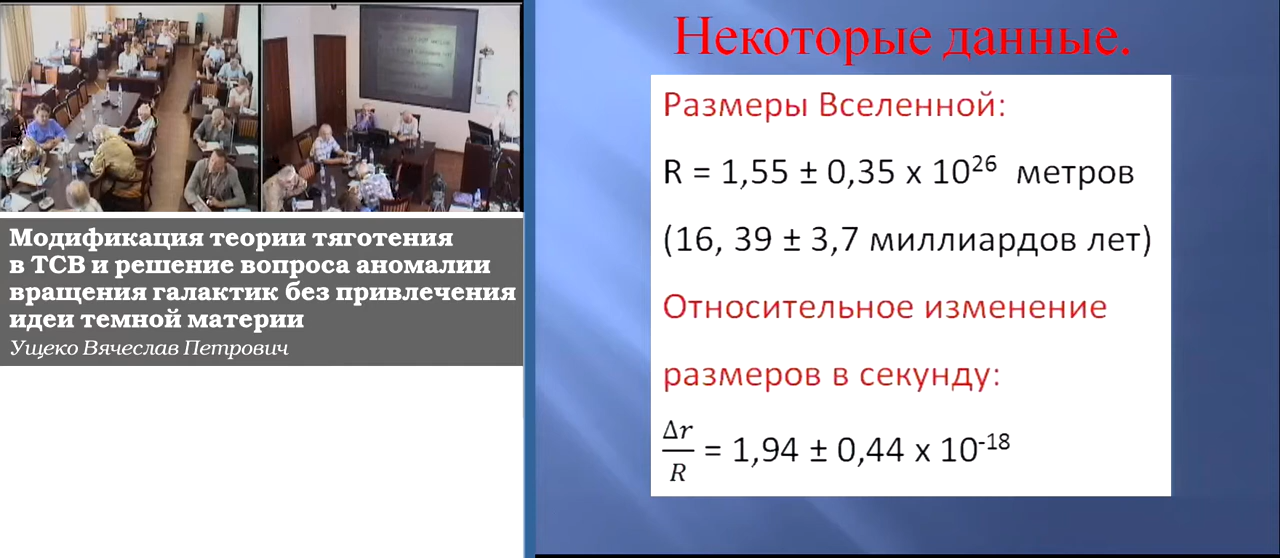 Модификация теории тяготения
в ТСВ и решение вопроса аномалии
вращения галактик без привлечения
идеи темной материи
Ущеко Вячеслав Петрович
Некоторые данные.
Размеры Вселенной:
R = 1,55 ± 0,35 х 10²⁶ метров
(16, 39 ± 3,7 миллиардов лет)
Относительное изменение
размеров в секунду:
Δr/R = 1,94 ± 0,44 х 10⁻¹⁸